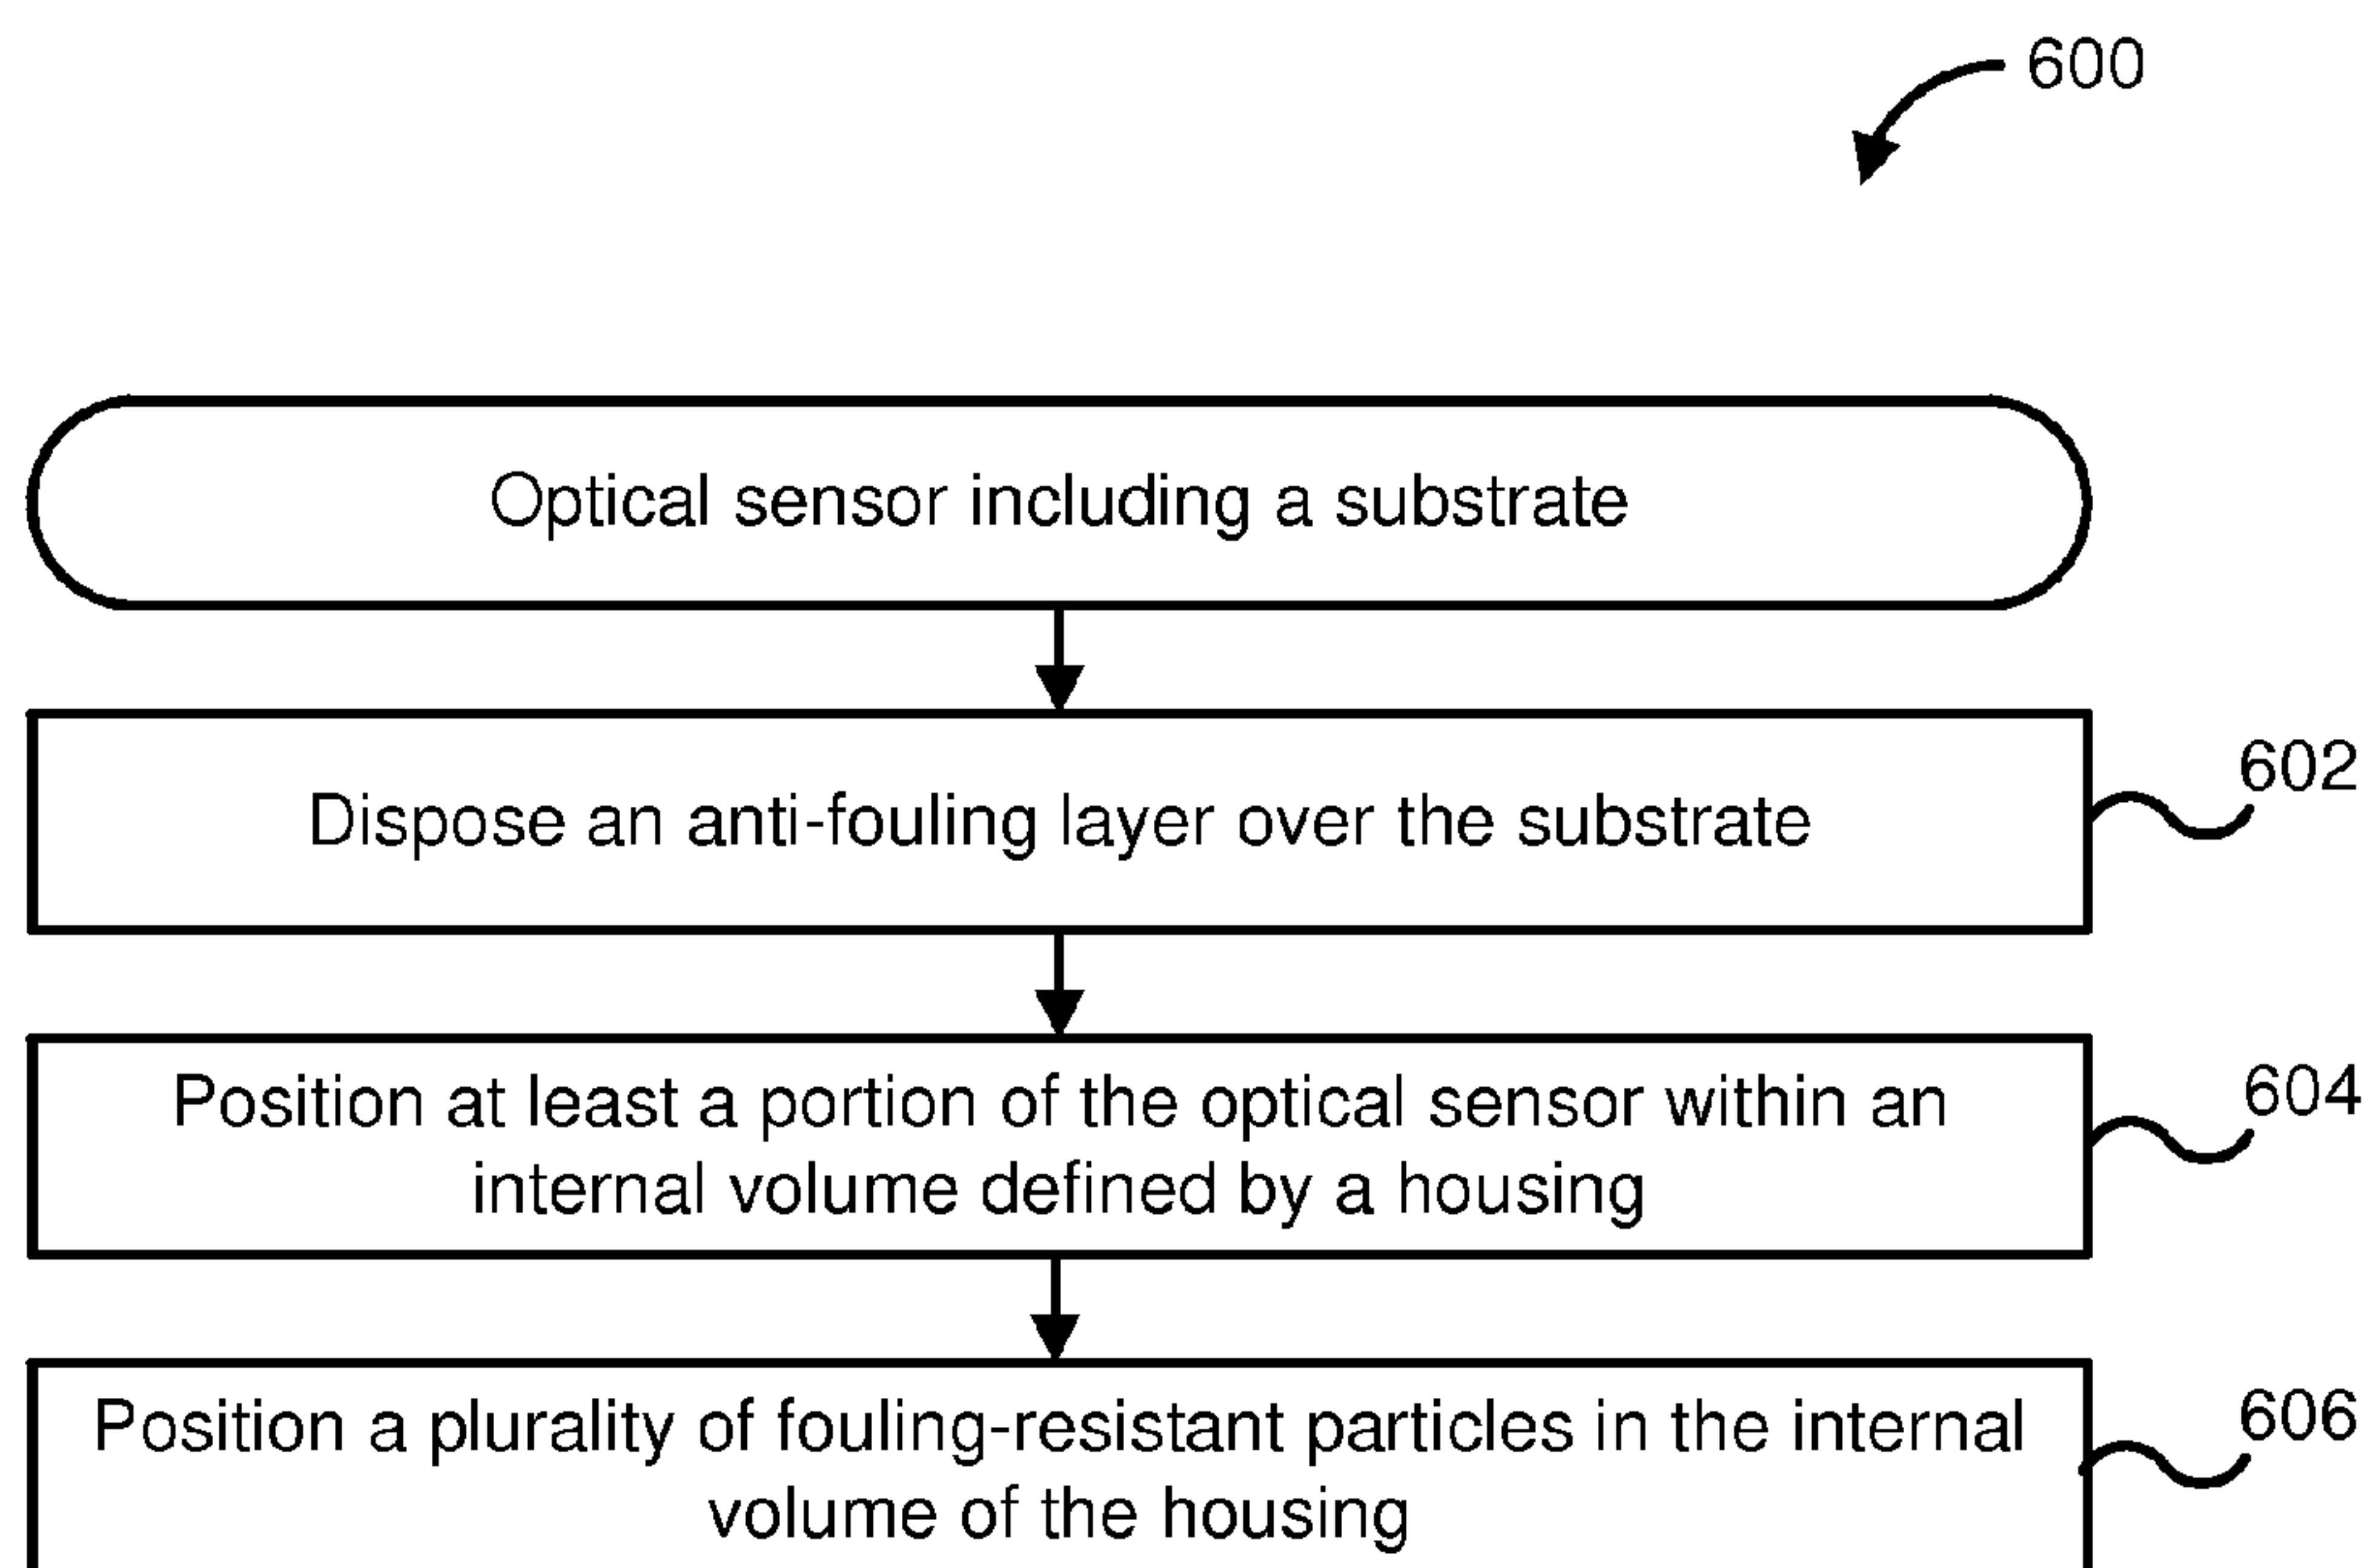 600
Optical sensor including a substrate
Dispose an anti-fouling layer over the substrate
602
Position at least a portion of the optical sensor within an
internal volume defined by a housing
604
Position a plurality of fouling-resistant particles in the internal
volume of the housing
606